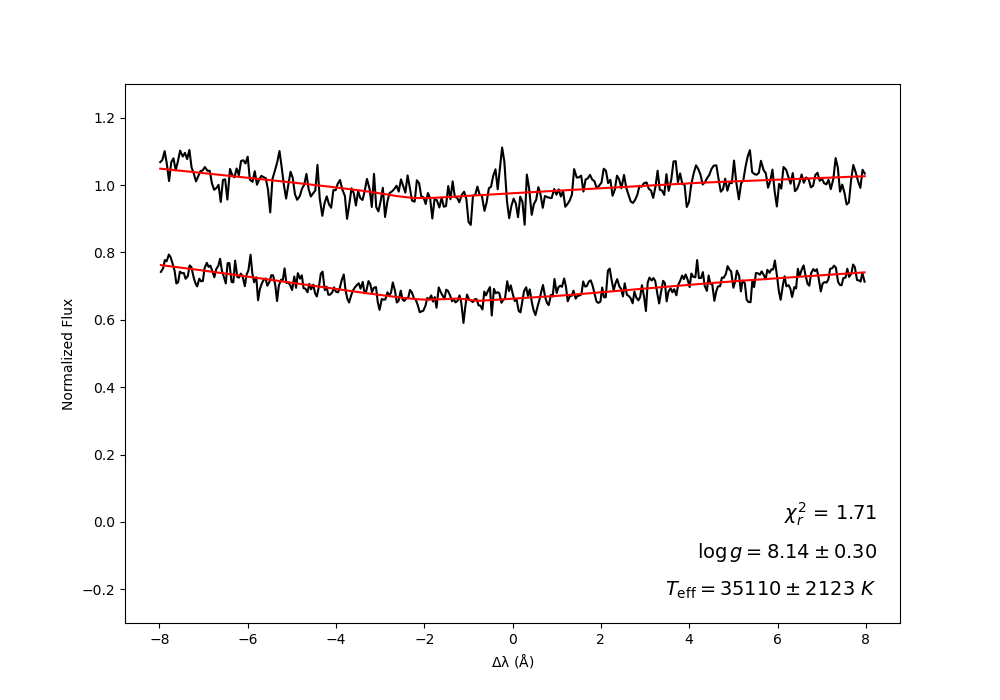 1.2
1.0
0.8
0.6
0.4
0.2
0.0
−0.2
Normalized Flux
χ²ᵣ = 1.71
log g = 8.14 ± 0.30
T_eff = 35110 ± 2123 K
−8 −6 −4 −2 0 2 4 6 8
Δλ (Å)